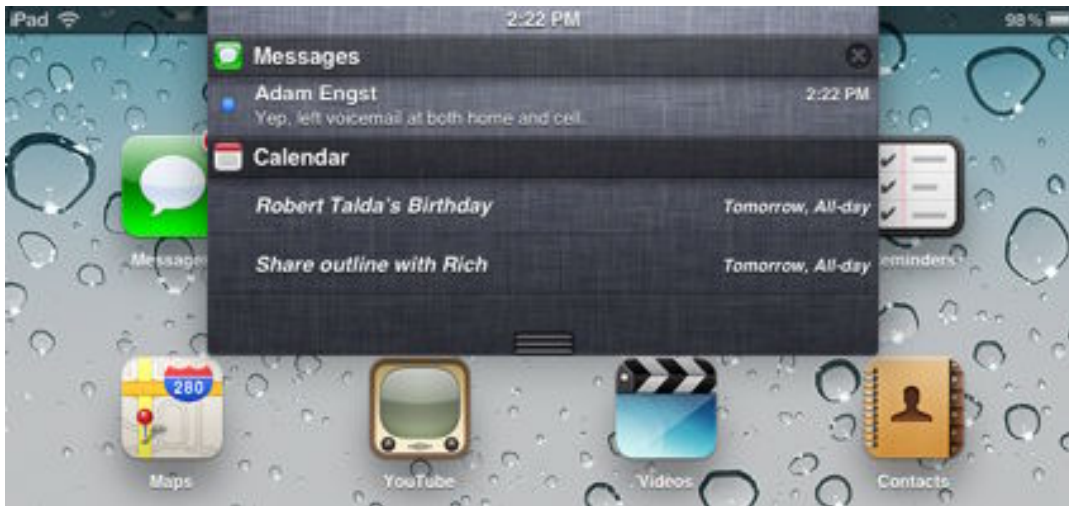 iPad 2:22 PM 98%
Messages
Adam Engst 2:22 PM
Yep, left voicemail at both home and cell.
Calendar
Robert Talda's Birthday Tomorrow, All-day
Share outline with Rich Tomorrow, All-day
Message eminders
280
Maps YouTube Videos Contacts